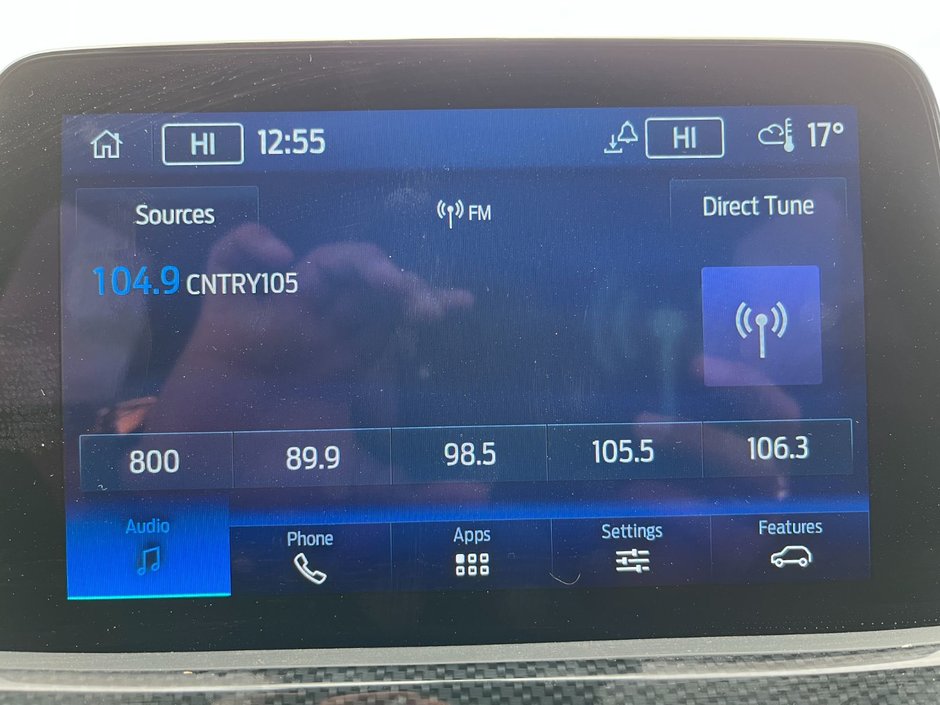 HI 12:55 HI 17°
Sources FM Direct Tune
104.9 CNTRY105
800 89.9 98.5 105.5 106.3
Audio Phone Apps Settings Features